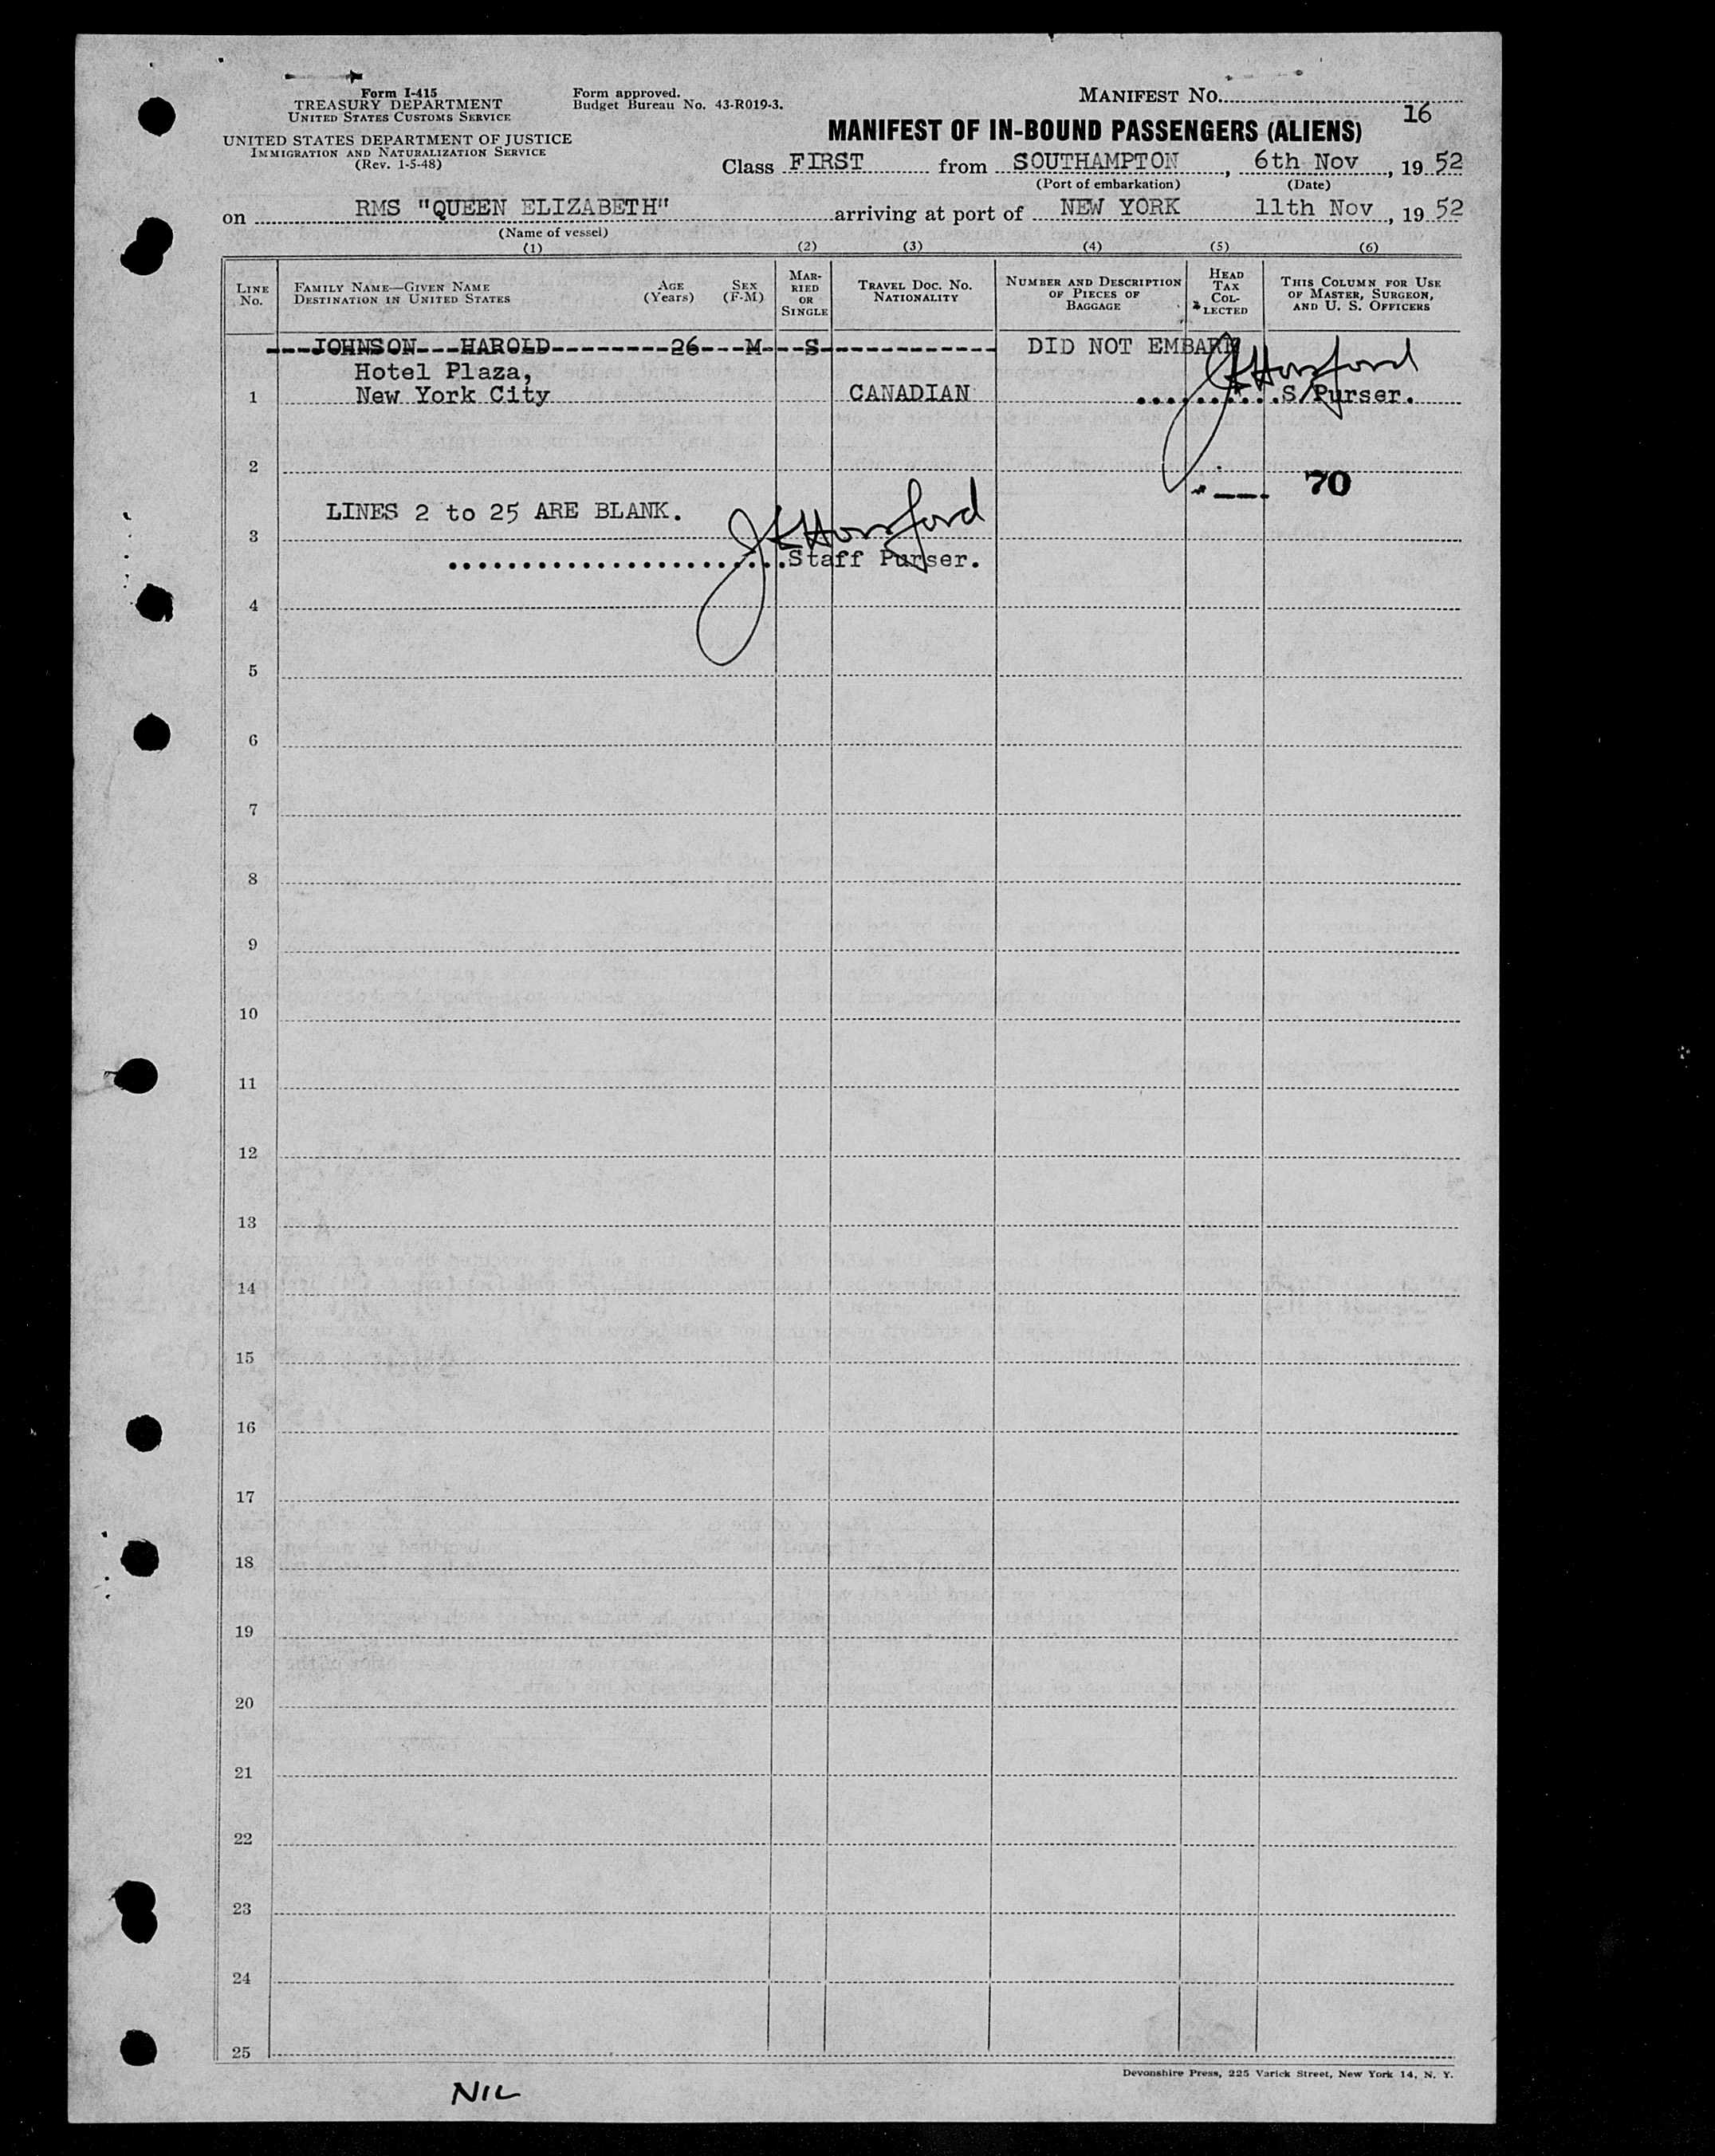 Form I-415
TREASURY DEPARTMENT
UNITED STATES CUSTOMS SERVICE
UNITED STATES DEPARTMENT OF JUSTICE
IMMIGRATION AND NATURALIZATION SERVICE
(Rev. 1-5-48)
Form approved.
Budget Bureau No. 43-R019-3.
MANIFEST No.
16
MANIFEST OF IN-BOUND PASSENGERS (ALIENS)
Class FIRST from SOUTHAMPTON, 6th Nov, 19 52
(Port of embarkation) (Date)
on RMS "QUEEN ELIZABETH" arriving at port of NEW YORK 11th Nov, 19 52
(Name of vessel)
(1) (2) (3) (4) (5) (6)
LINE No.
FAMILY NAME—GIVEN NAME
DESTINATION IN UNITED STATES
AGE (Years)
SEX (F-M)
MARRIED OR SINGLE
TRAVEL DOC. NO.
NATIONALITY
NUMBER AND DESCRIPTION OF PIECES OF BAGGAGE
HEAD TAX COLLECTED
THIS COLUMN FOR USE OF MASTER, SURGEON, AND U. S. OFFICERS
---JOHNSON---HAROLD--------26---M---S------------ DID NOT EMBARK
Hotel Plaza,
1 New York City CANADIAN ..........S/Purser.
2
70
LINES 2 to 25 ARE BLANK.
3
.......................Staff Purser.
4
5
6
7
8
9
10
11
12
13
14
15
16
17
18
19
20
21
22
23
24
25
Devonshire Press, 225 Varick Street, New York 14, N. Y.
NIL